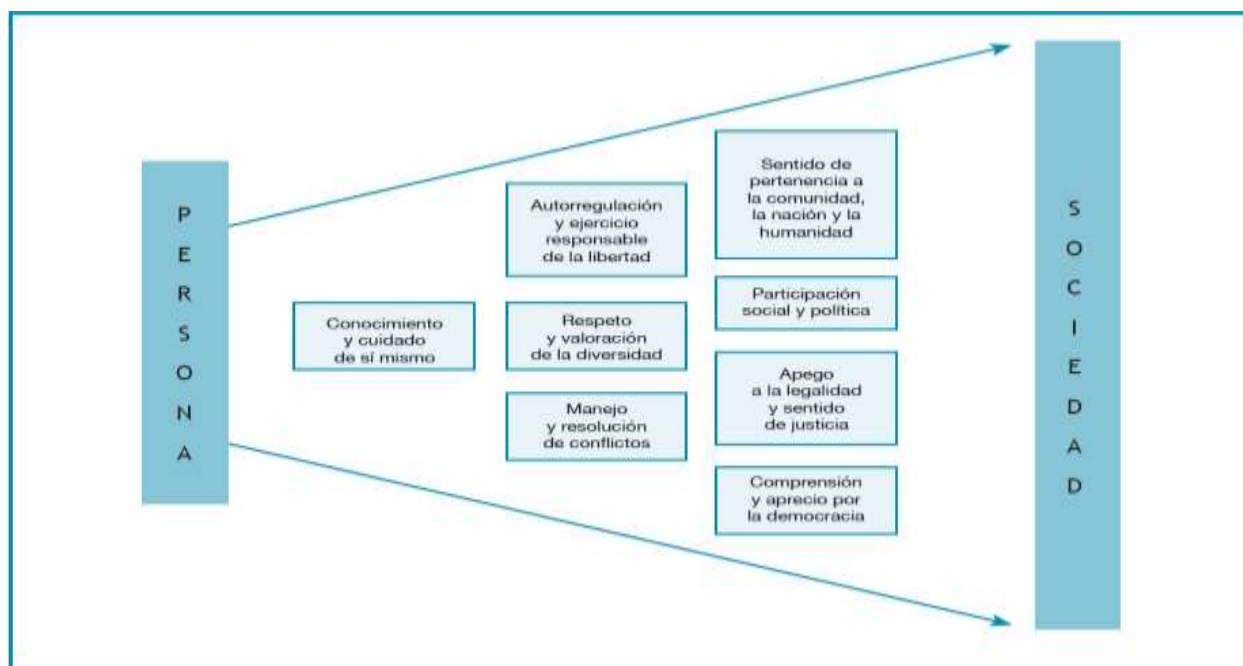 PERSONA
Conocimiento
y cuidado
de sí mismo
Autorregulación
y ejercicio
responsable
de la libertad
Respeto
y valoración
de la diversidad
Manejo
y resolución
de conflictos
Sentido de
pertenencia a
la comunidad,
la nación y la
humanidad
Participación
social y política
Apego
a la legalidad
y sentido
de justicia
Comprensión
y aprecio por
la democracia
SOCIEDAD